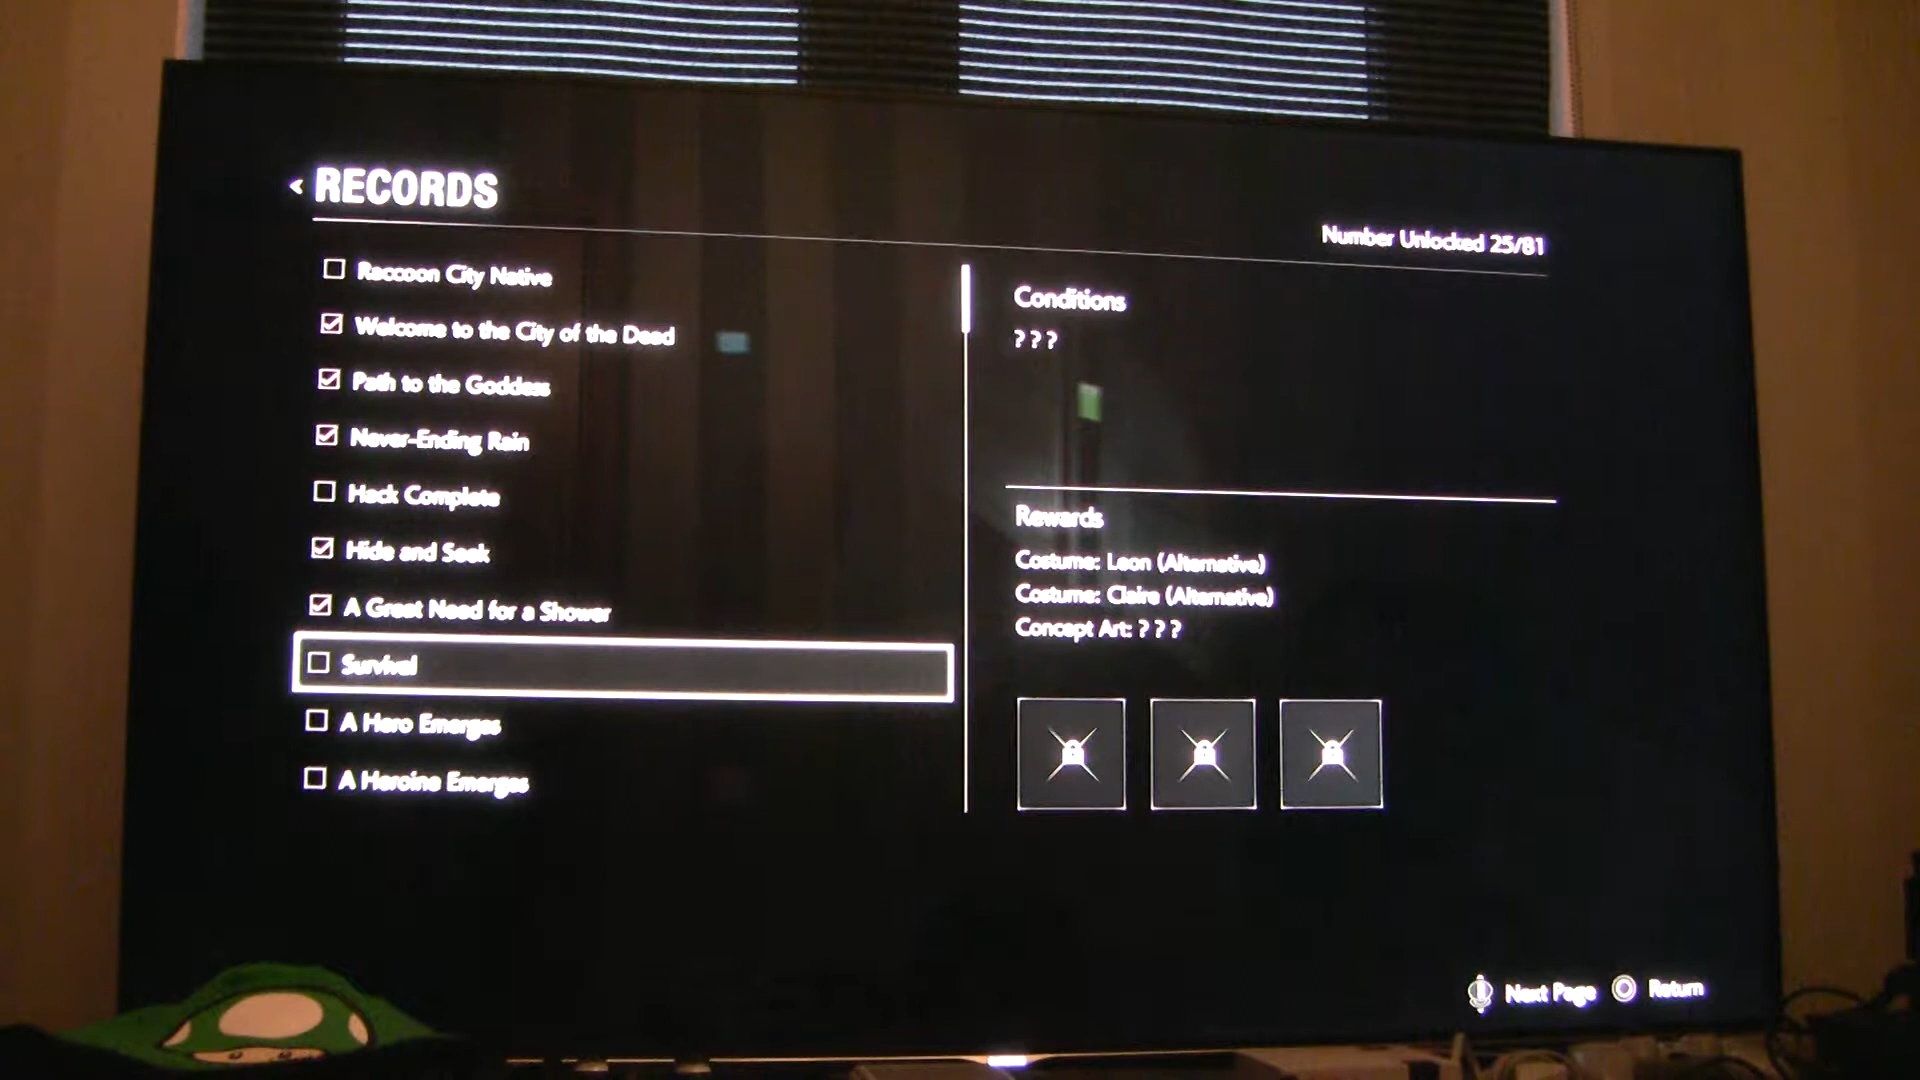 < RECORDS
Number Unlocked 25/81
Raccoon City Native
Welcome to the City of the Dead
Path to the Goddess
Never-Ending Rain
Hack Complete
Hide and Seek
A Great Need for a Shower
Survival
A Hero Emerges
A Heroine Emerges
Conditions
? ? ?
Rewards
Costume: Leon (Alternative)
Costume: Claire (Alternative)
Concept Art: ? ? ?
Next Page Return